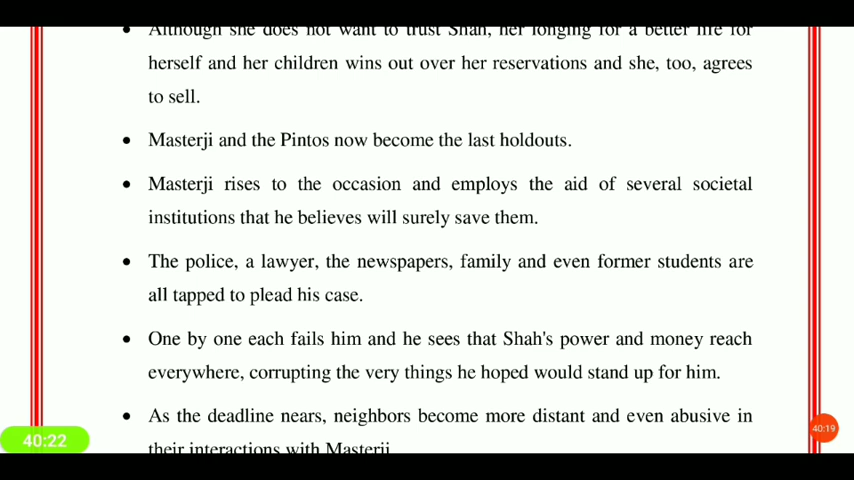 • Although she does not want to trust Shah, her longing for a better life for
herself and her children wins out over her reservations and she, too, agrees
to sell.
• Masterji and the Pintos now become the last holdouts.
• Masterji rises to the occasion and employs the aid of several societal
institutions that he believes will surely save them.
• The police, a lawyer, the newspapers, family and even former students are
all tapped to plead his case.
• One by one each fails him and he sees that Shah's power and money reach
everywhere, corrupting the very things he hoped would stand up for him.
• As the deadline nears, neighbors become more distant and even abusive in
their interactions with Masterji
40:22
40:19